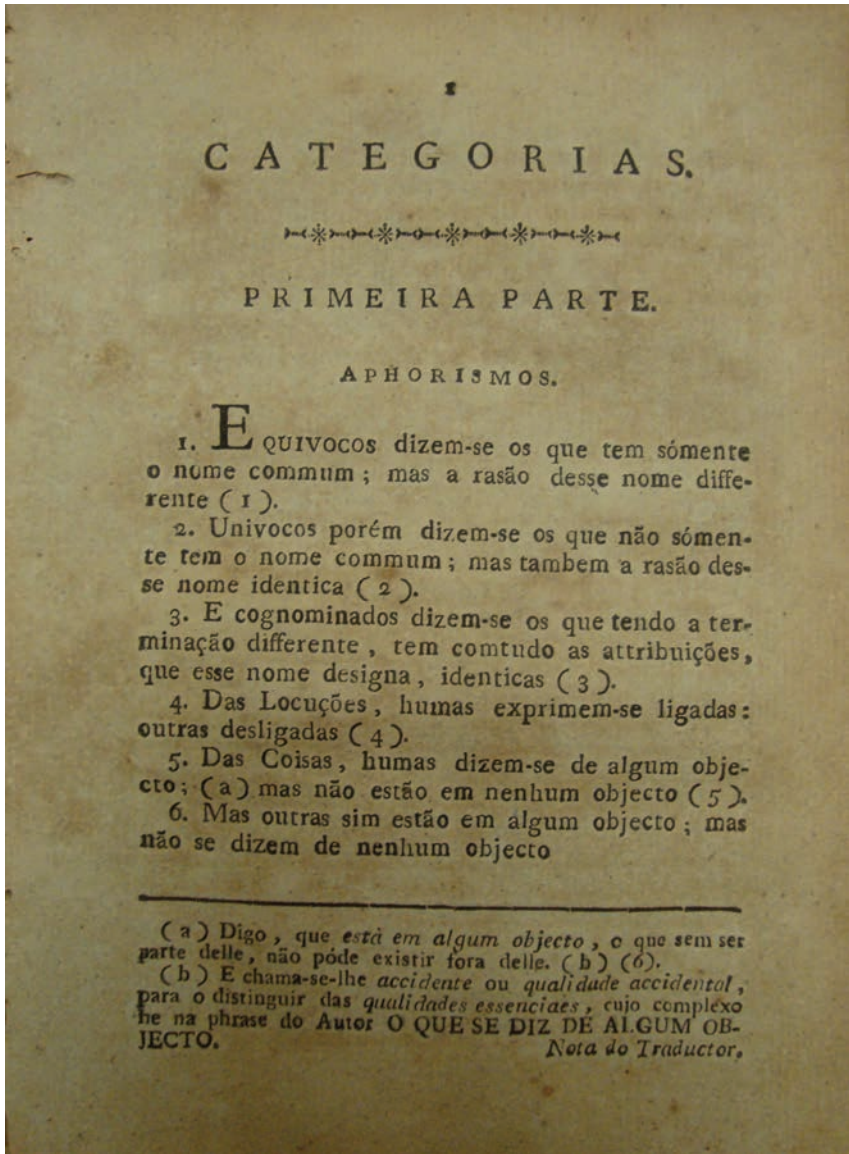 1
CATEGORIAS.
PRIMEIRA PARTE.
APHORISMOS.
1. EQUIVOCOS dizem-se os que tem sómente
o nome commum; mas a rasão desse nome diffe-
rente (1).
2. Univocos porém dizem-se os que não sómen-
te tem o nome commum; mas tambem a rasão des-
se nome identica (2).
3. E cognominados dizem-se os que tendo a ter-
minação differente, tem comtudo as attribuições,
que esse nome designa, identicas (3).
4. Das Locuções, humas exprimem-se ligadas:
outras desligadas (4).
5. Das Coisas, humas dizem-se de algum obje-
cto; (a) mas não estão em nenhum objecto (5).
6. Mas outras sim estão em algum objecto; mas
não se dizem de nenhum objecto
(a) Digo, que está em algum objecto, o que sem ser
parte delle, não póde existir fora delle. (b) (6).
(b) E chama-se-lhe accidente ou qualidade accidental,
para o distinguir das qualidades essenciaes, cujo complexo
he na phrase do Autor O QUE SE DIZ DE ALGUM OB-
JECTO. Nota do Traductor.